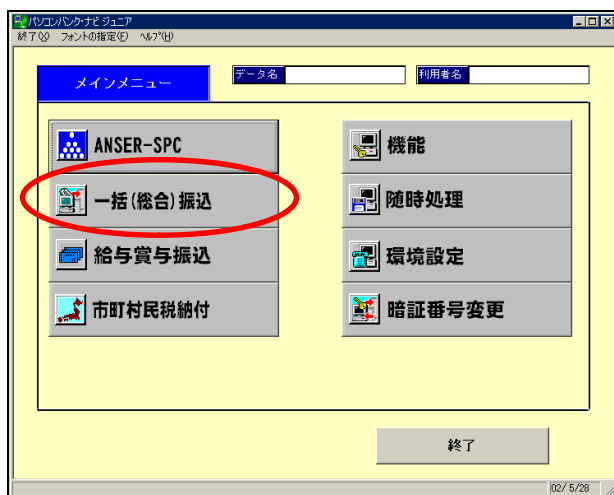 パソコンバンク・ナビ ジュニア
終了(X) フォントの指定(F) ヘルプ(H)
メインメニュー
データ名
利用者名
ANSER-SPC
機能
一括(総合)振込
随時処理
給与賞与振込
環境設定
市町村民税納付
暗証番号変更
終了
02/ 5/28